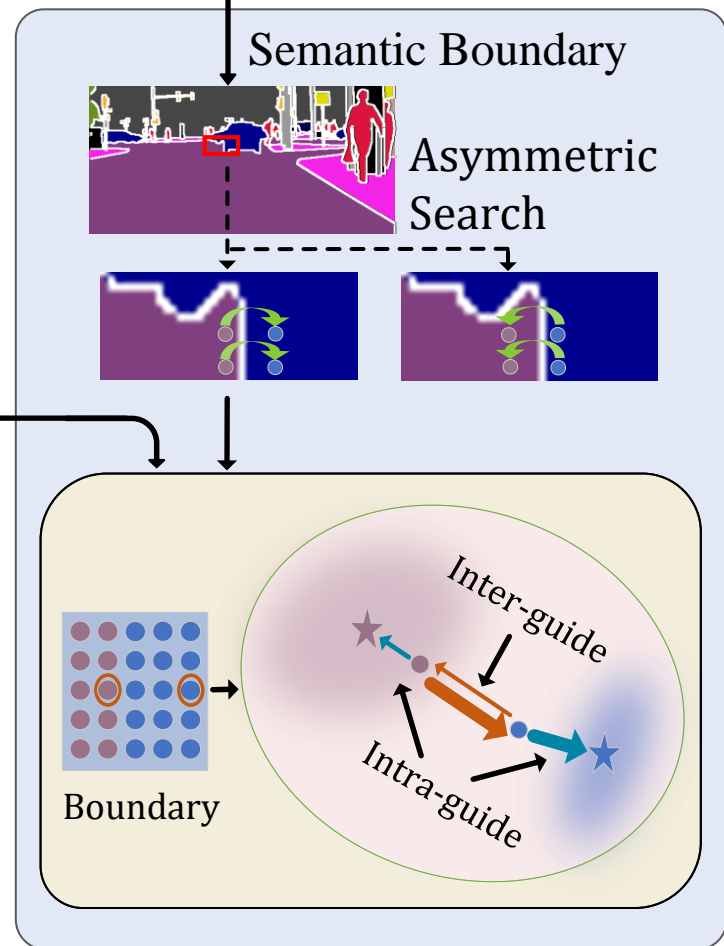 Semantic Boundary
Asymmetric
Search
Inter-guide
Intra-guide
Boundary